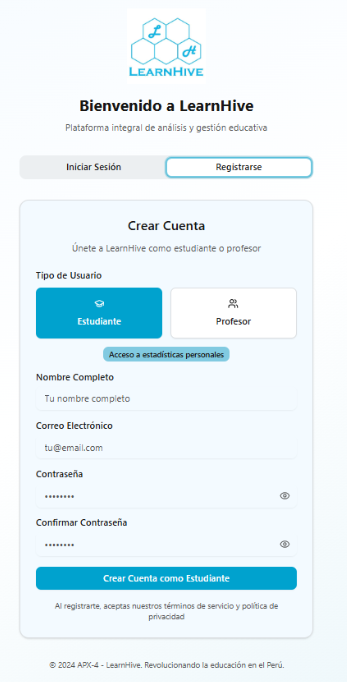 L
H
LEARNHIVE
Bienvenido a LearnHive
Plataforma integral de análisis y gestión educativa
Iniciar Sesión
Registrarse
Crear Cuenta
Únete a LearnHive como estudiante o profesor
Tipo de Usuario
Estudiante
Profesor
Acceso a estadísticas personales
Nombre Completo
Tu nombre completo
Correo Electrónico
tu@email.com
Contraseña
••••••••
Confirmar Contraseña
••••••••
Crear Cuenta como Estudiante
Al registrarte, aceptas nuestros términos de servicio y política de
privacidad
© 2024 APX-4 - LearnHive. Revolucionando la educación en el Perú.